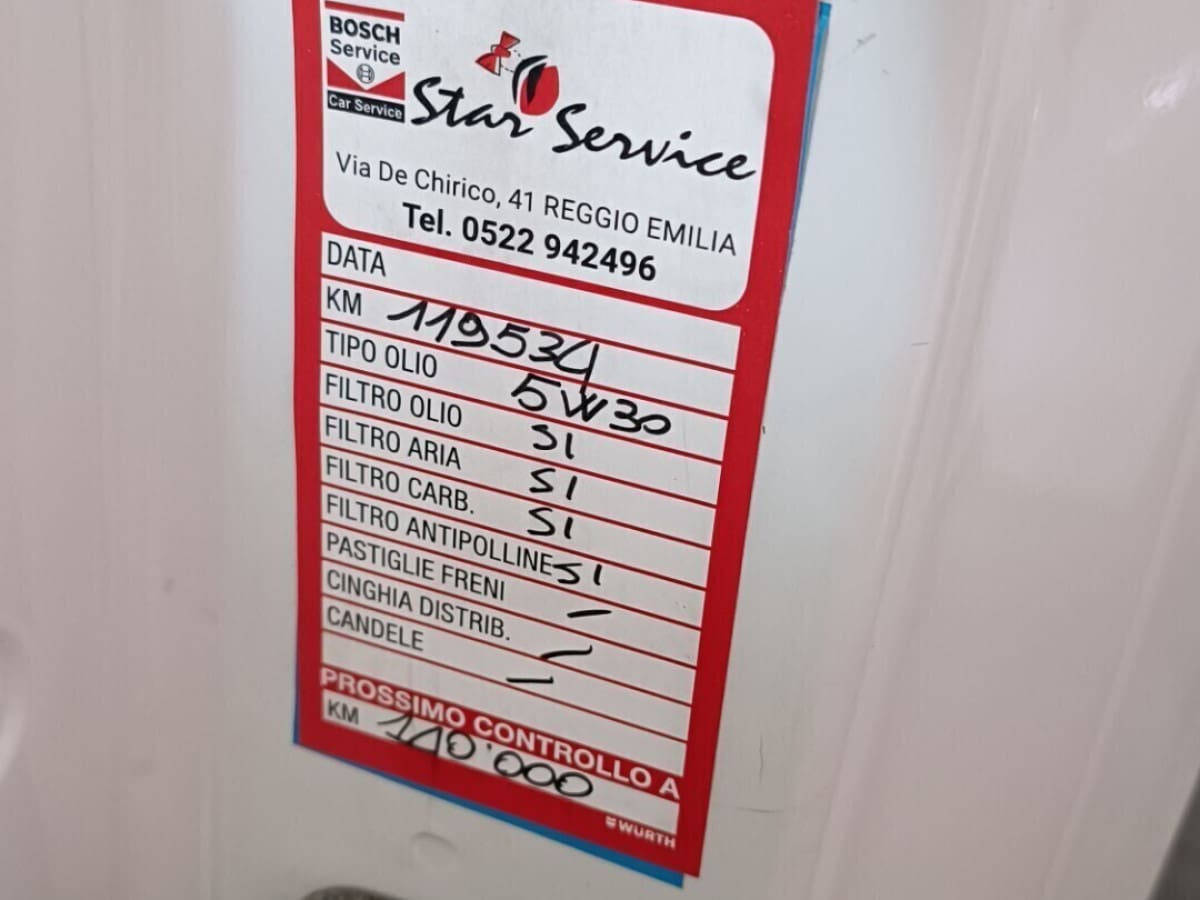 BOSCH
Service
Car Service
Star Service
Via De Chirico, 41 REGGIO EMILIA
Tel. 0522 942496
DATA
KM 119534
TIPO OLIO 5W30
FILTRO OLIO SI
FILTRO ARIA SI
FILTRO CARB. SI
FILTRO ANTIPOLLINE SI
PASTIGLIE FRENI –
CINGHIA DISTRIB. –
CANDELE –
PROSSIMO CONTROLLO A
KM 140'000
WÜRTH